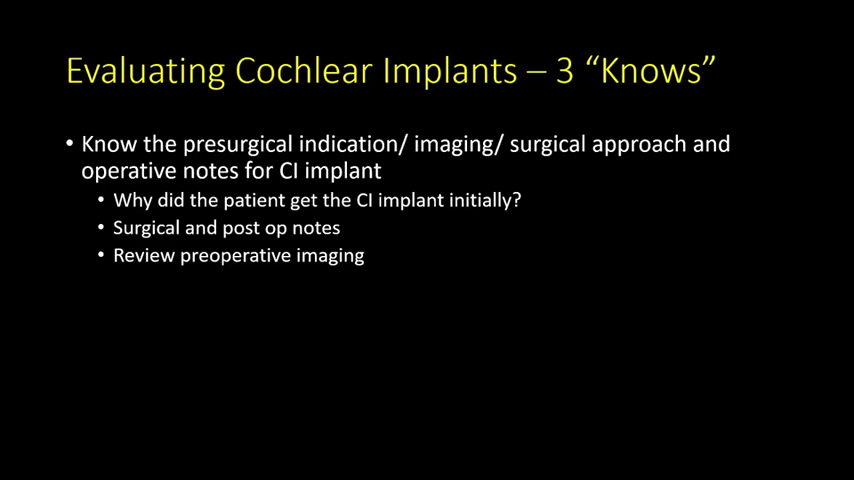 Evaluating Cochlear Implants – 3 “Knows”
• Know the presurgical indication/ imaging/ surgical approach and
operative notes for CI implant
• Why did the patient get the CI implant initially?
• Surgical and post op notes
• Review preoperative imaging